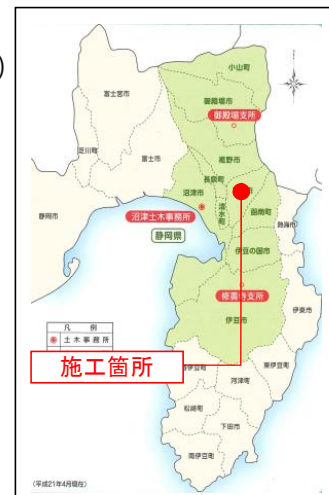 )
小山町
富士宮市
御殿場市
御殿場支所
裾野市
芝川町
富士市
長泉町
沼津市
清水町
函南町
静岡市
沼津土木事務所
熱海市
静岡県
伊豆の国市
修善寺支所
伊東市
伊豆市
凡 例
土木事務所
施工箇所
西伊豆町
東伊豆町
河津町
松崎町
下田市
南伊豆町
(平成21年4月現在)